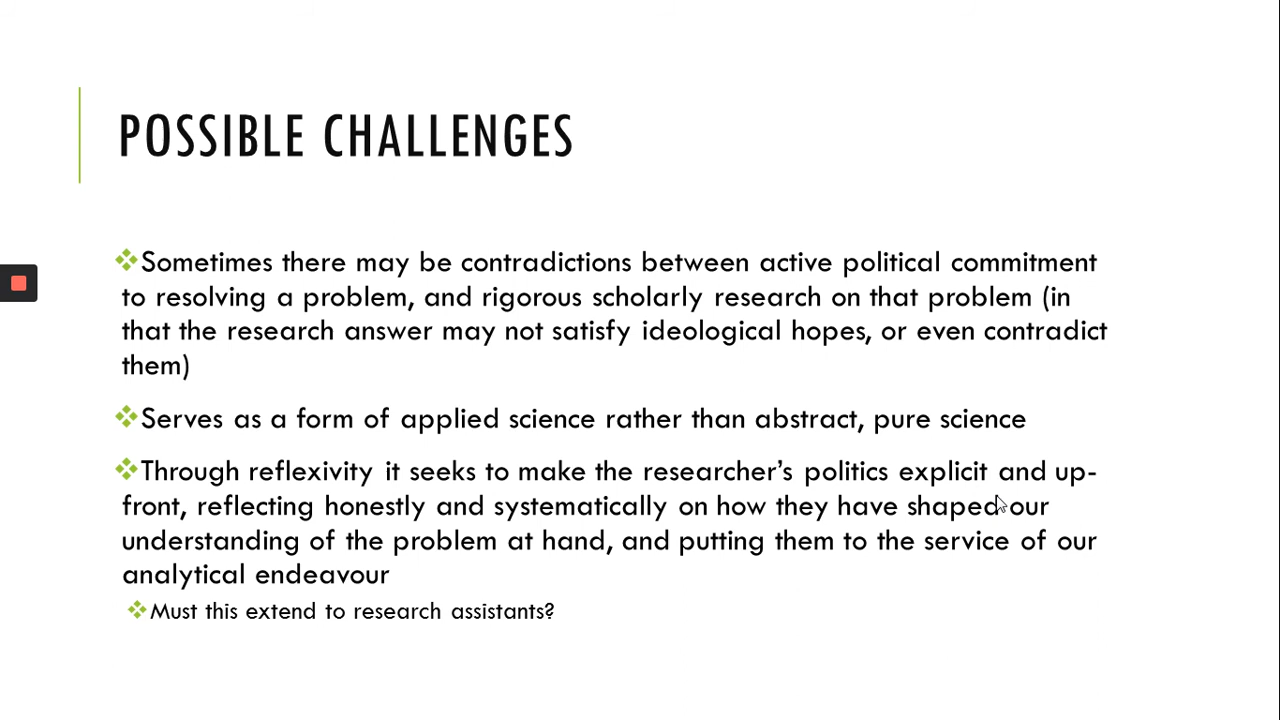 POSSIBLE CHALLENGES
Sometimes there may be contradictions between active political commitment
to resolving a problem, and rigorous scholarly research on that problem (in
that the research answer may not satisfy ideological hopes, or even contradict
them)
Serves as a form of applied science rather than abstract, pure science
Through reflexivity it seeks to make the researcher's politics explicit and up-
front, reflecting honestly and systematically on how they have shaped our
understanding of the problem at hand, and putting them to the service of our
analytical endeavour
Must this extend to research assistants?